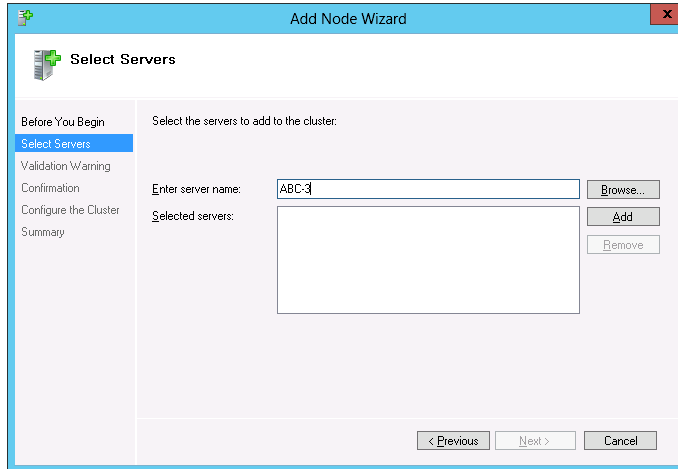 Add Node Wizard
x
Select Servers
Before You Begin
Select Servers
Validation Warning
Confirmation
Configure the Cluster
Summary
Select the servers to add to the cluster:
Enter server name:
ABC-3
Browse...
Selected servers:
Add
Remove
< Previous
Next >
Cancel